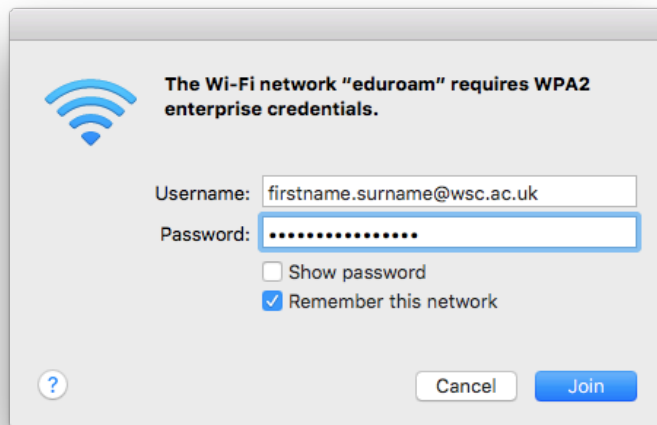 The Wi-Fi network “eduroam” requires WPA2
enterprise credentials.
Username: firstname.surname@wsc.ac.uk
Password: ••••••••••••••••
Show password
Remember this network
? Cancel Join